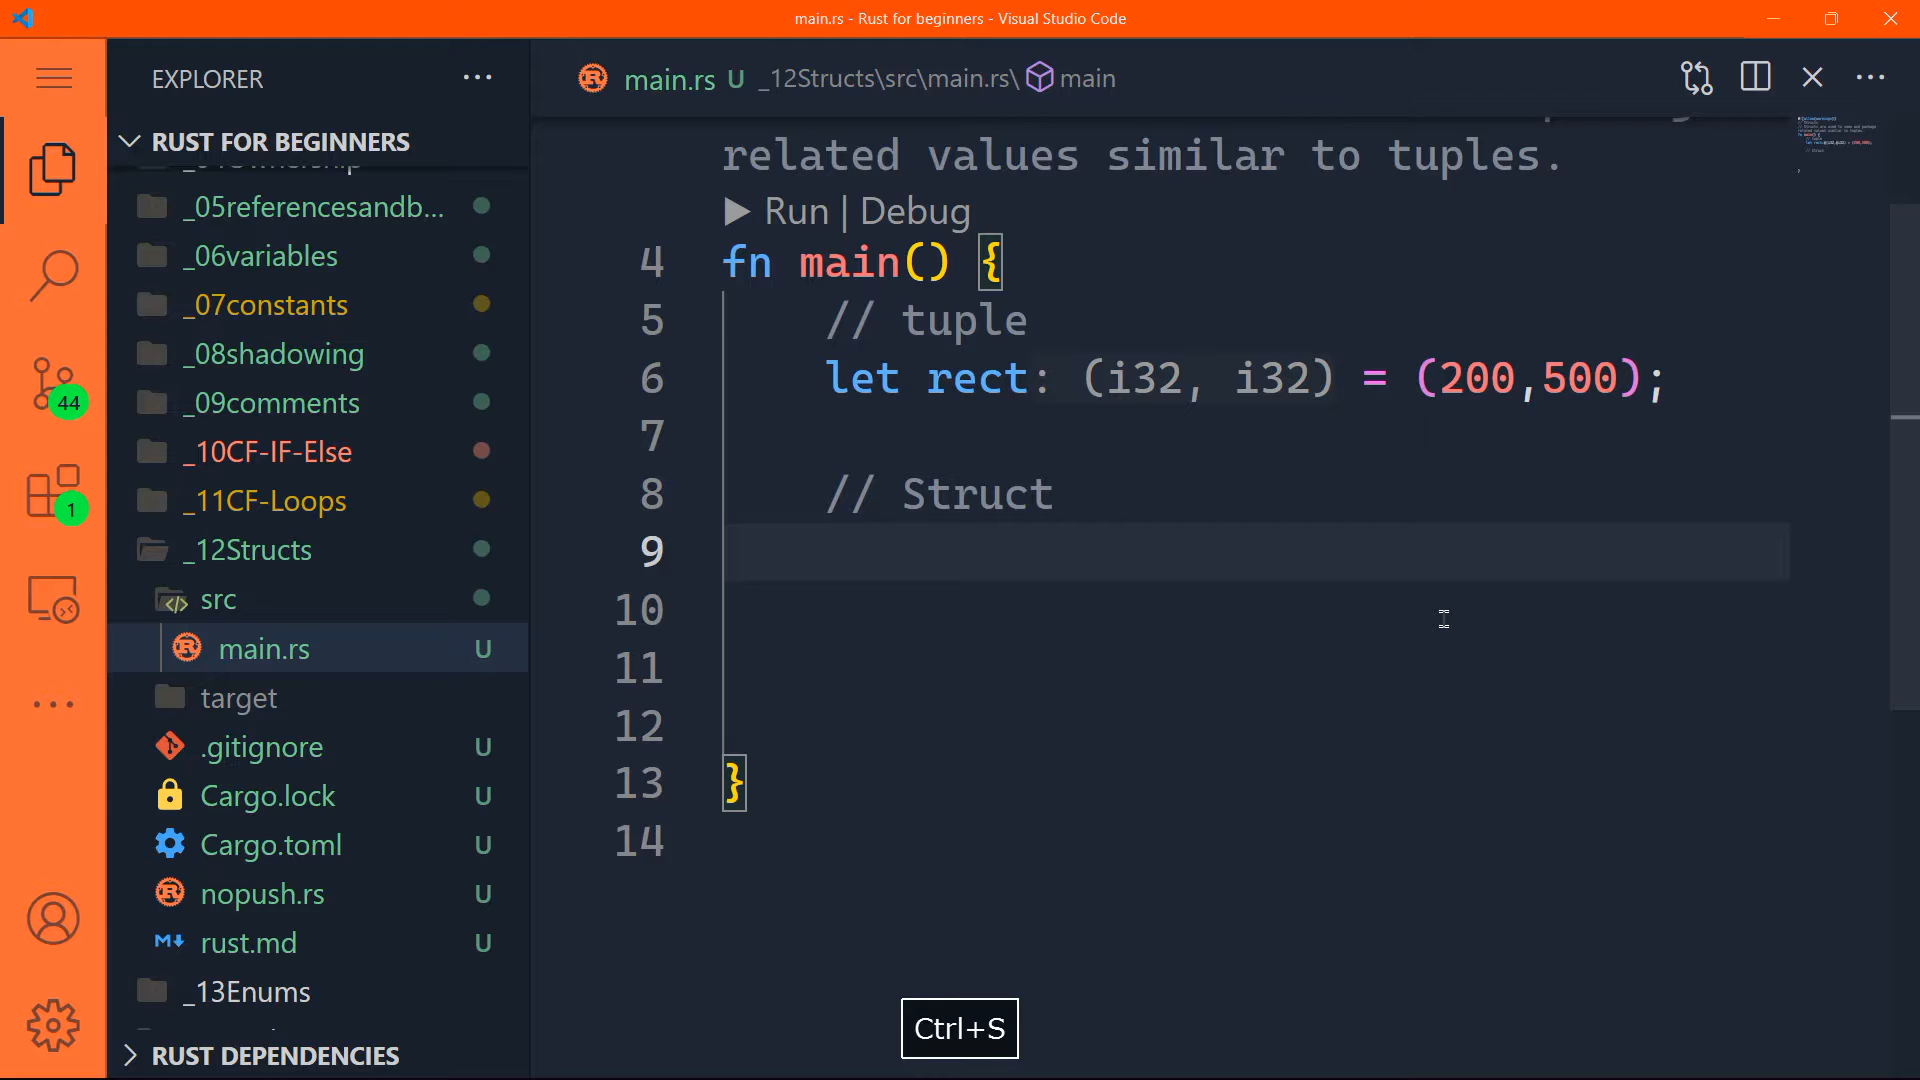 main.rs - Rust for beginners - Visual Studio Code
EXPLORER
RUST FOR BEGINNERS
_05referencesandb...
_06variables
_07constants
_08shadowing
_09comments
_10CF-IF-Else
_11CF-Loops
_12Structs
src
main.rs U
target
.gitignore U
Cargo.lock U
Cargo.toml U
nopush.rs U
rust.md U
_13Enums
RUST DEPENDENCIES
44
1
main.rs U _12Structs\src\main.rs\ main
related values similar to tuples.
Run | Debug
4 fn main() {
5 // tuple
6 let rect: (i32, i32) = (200,500);
7
8 // Struct
9
10
11
12
13 }
14
Ctrl+S